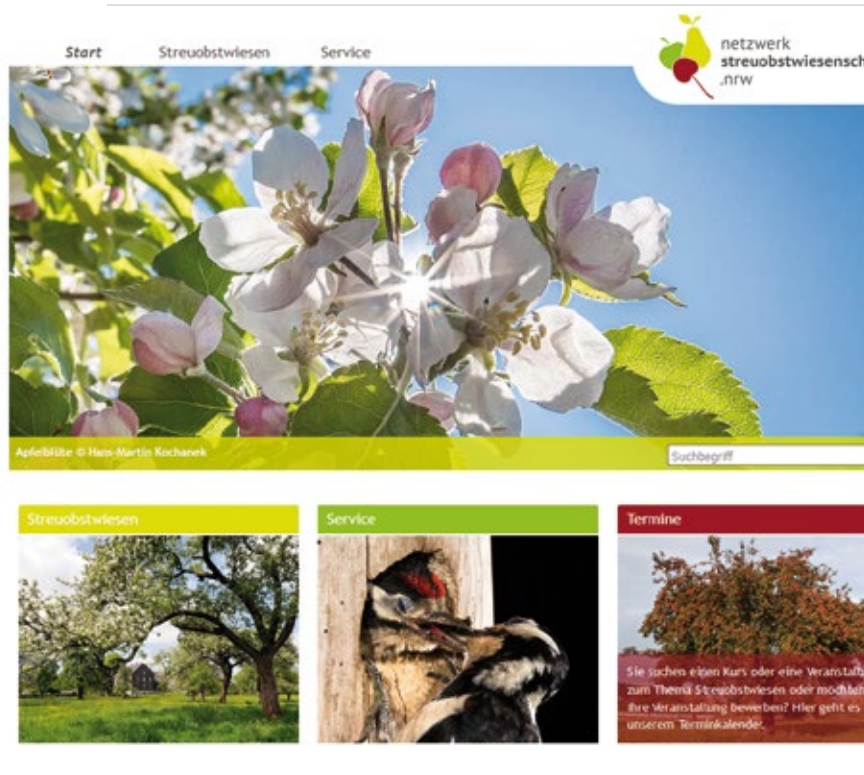 Start Streuobstwiesen Service
netzwerk
streuobstwiesensch
.nrw
Apfelblüte © Hans-Martin Kochanek
Suchbegriff
Streuobstwiesen
Service
Termine
Sie suchen einen Kurs oder eine Veranstaltu
zum Thema Streuobstwiesen oder möchten
Ihre Veranstaltung bewerben? Hier geht es
unserem Terminkalender.